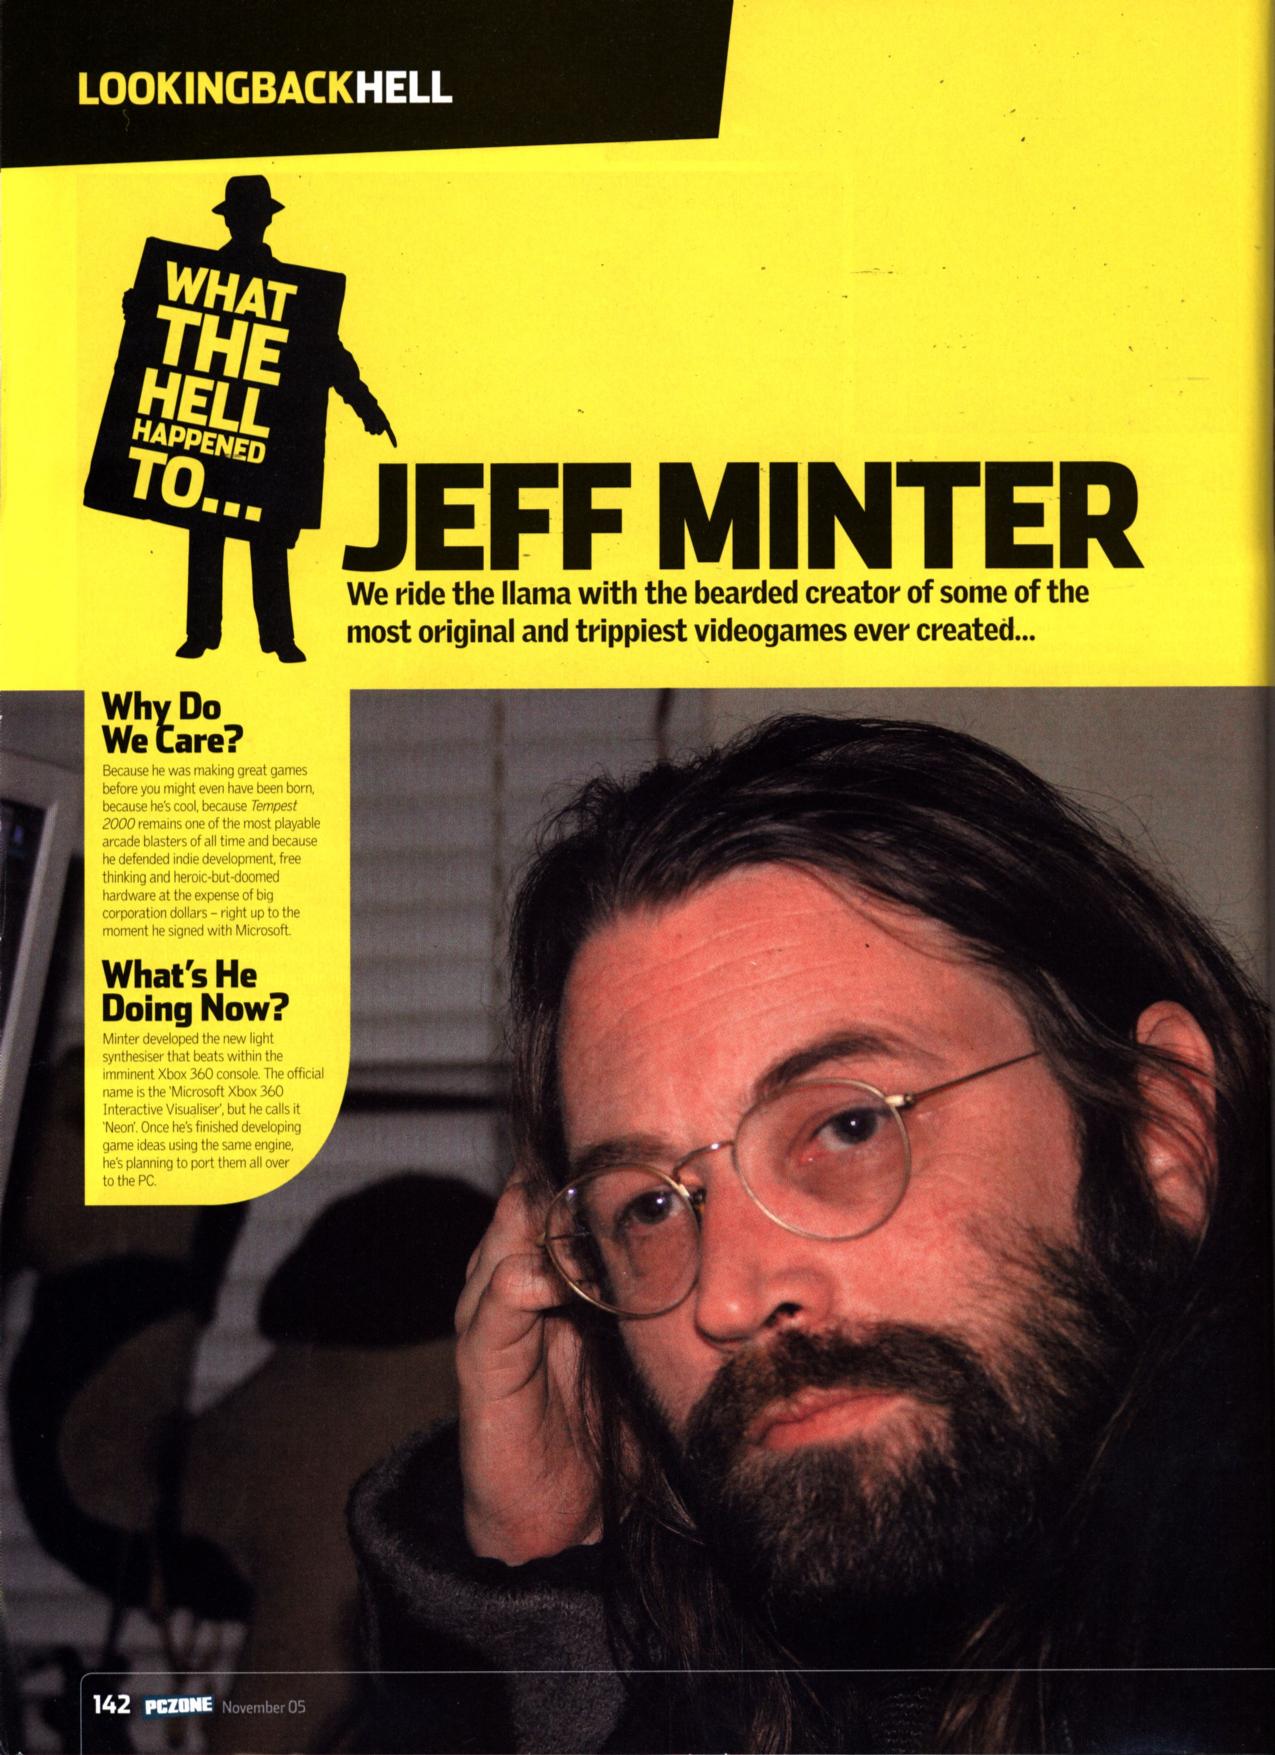 LOOKINGBACKHELL
WHAT
THE
HELL
HAPPENED
TO...
JEFF MINTER
We ride the llama with the bearded creator of some of the
most original and trippiest videogames ever created...
Why Do
We Care?
Because he was making great games
before you might even have been born,
because he's cool, because Tempest
2000 remains one of the most playable
arcade blasters of all time and because
he defended indie development, free
thinking and heroic-but-doomed
hardware at the expense of big
corporation dollars – right up to the
moment he signed with Microsoft.
What's He
Doing Now?
Minter developed the new light
synthesiser that beats within the
imminent Xbox 360 console. The official
name is the 'Microsoft Xbox 360
Interactive Visualiser', but he calls it
'Neon'. Once he's finished developing
game ideas using the same engine,
he's planning to port them all over
to the PC.
142 PCZONE November 05